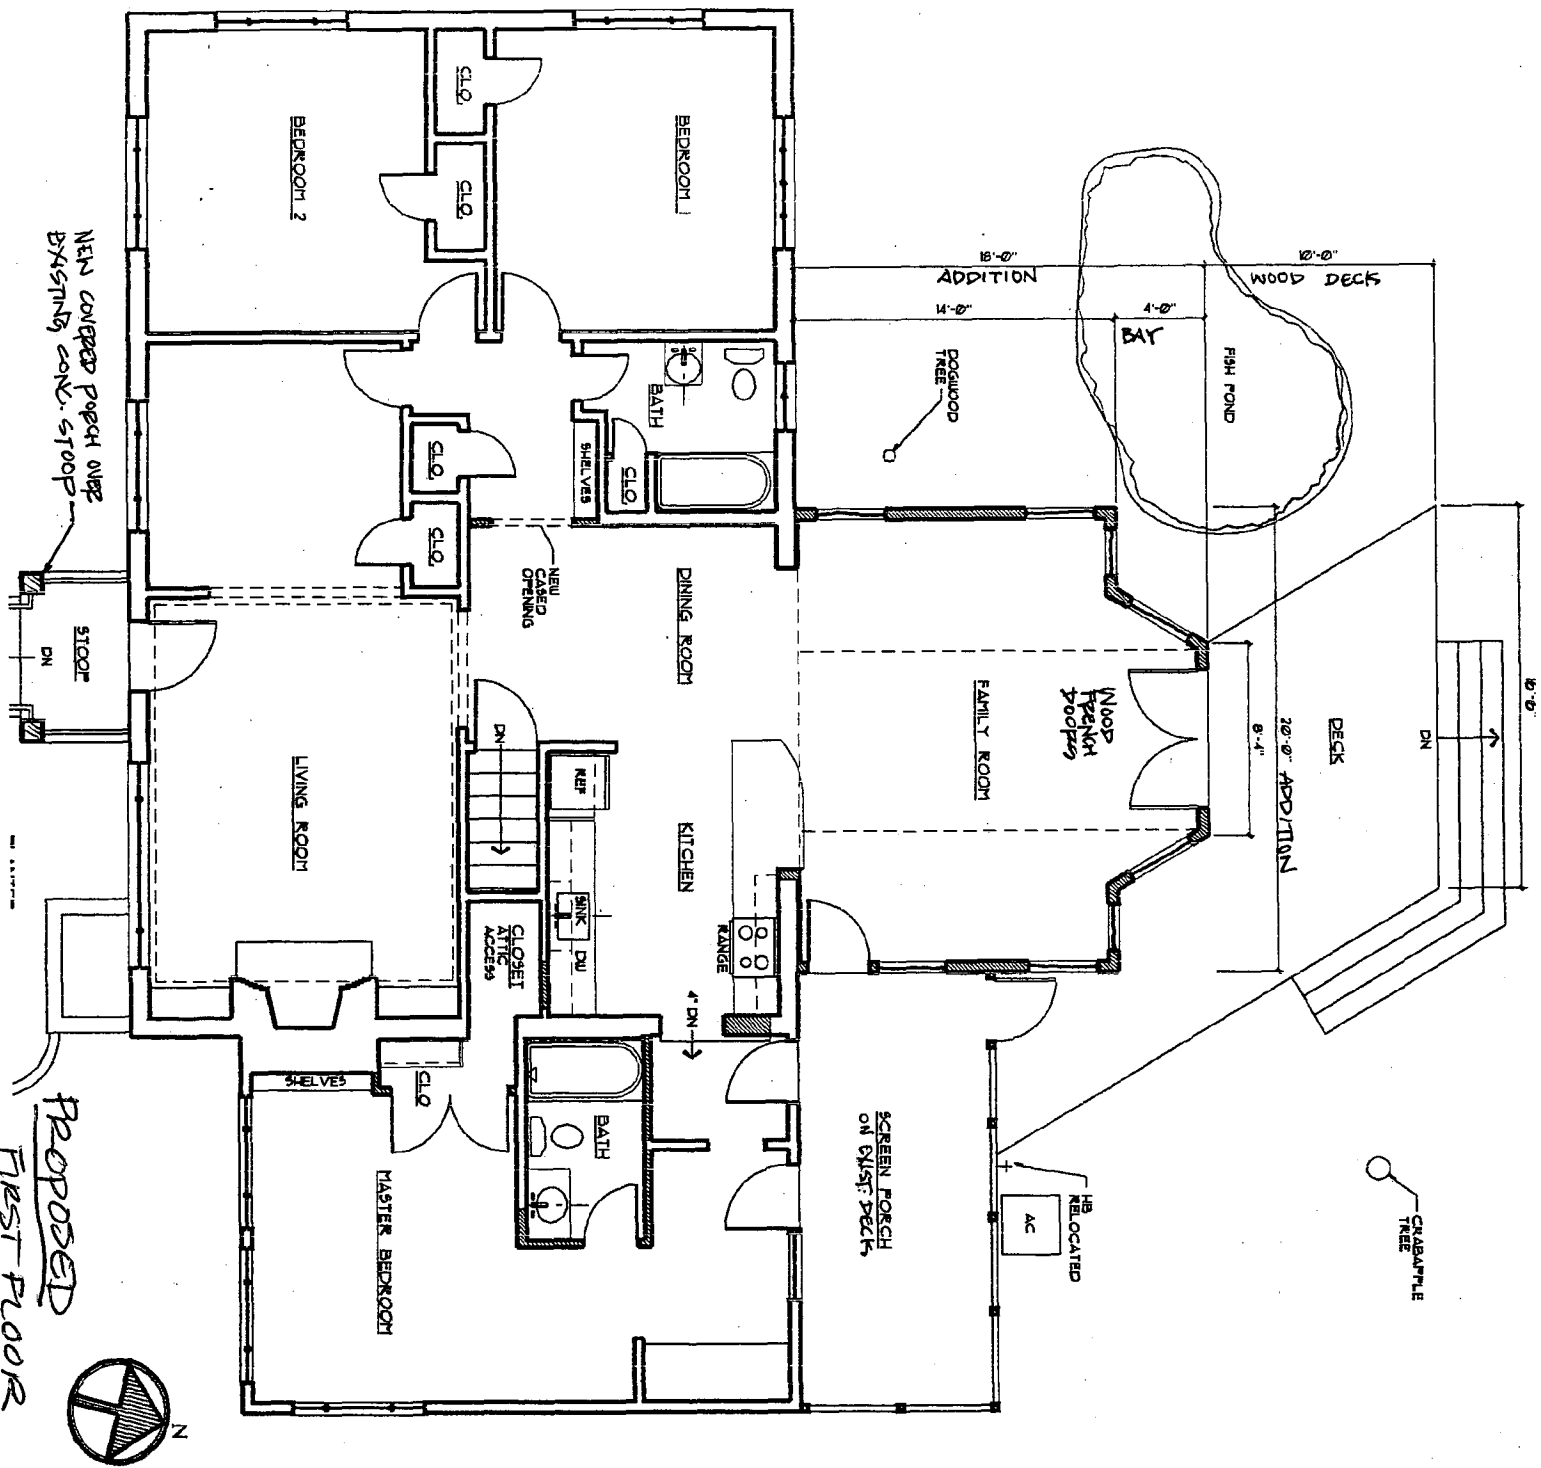 16'-0"
DECK
DN
20'-0" ADDITION
8'-4"
CRABAPPLE
TREE
HB
RELOCATED
AC
10'-0"
WOOD DECK
18'-0"
ADDITION
4'-0"
BAY
14'-0"
FISH POND
DOGWOOD
TREE
WOOD
FRENCH
DOORS
FAMILY ROOM
SCREEN PORCH
ON EXIST. DECK
BEDROOM 1
BATH
CLO
SHELVES
DINING ROOM
KITCHEN
RANGE
4" DN
NEW
CASED
OPENING
REF
SINK
DW
DN
CLOSET
ATTIC
ACCESS
BATH
CLO.
CLO.
CLO
CLO
BEDROOM 2
LIVING ROOM
CLO
SHELVES
MASTER BEDROOM
NEW COVERED PORCH OVER
EXISTING CONC. STOOP
STOOP
DN
PROPOSED
FIRST FLOOR
N